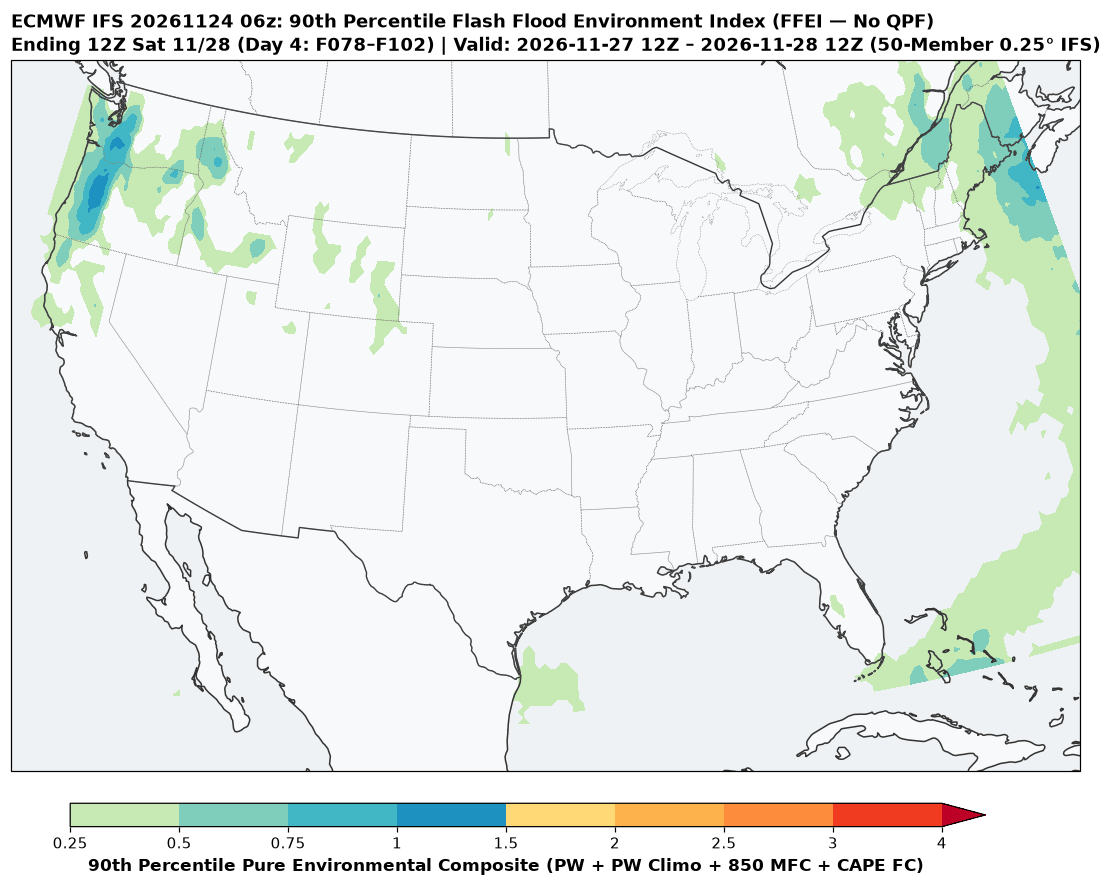 ECMWF IFS 20261124 06z: 90th Percentile Flash Flood Environment Index (FFEI — No QPF)
Ending 12Z Sat 11/28 (Day 4: F078–F102) | Valid: 2026-11-27 12Z – 2026-11-28 12Z (50-Member 0.25° IFS)
0.25 0.5 0.75 1 1.5 2 2.5 3 4
90th Percentile Pure Environmental Composite (PW + PW Climo + 850 MFC + CAPE FC)